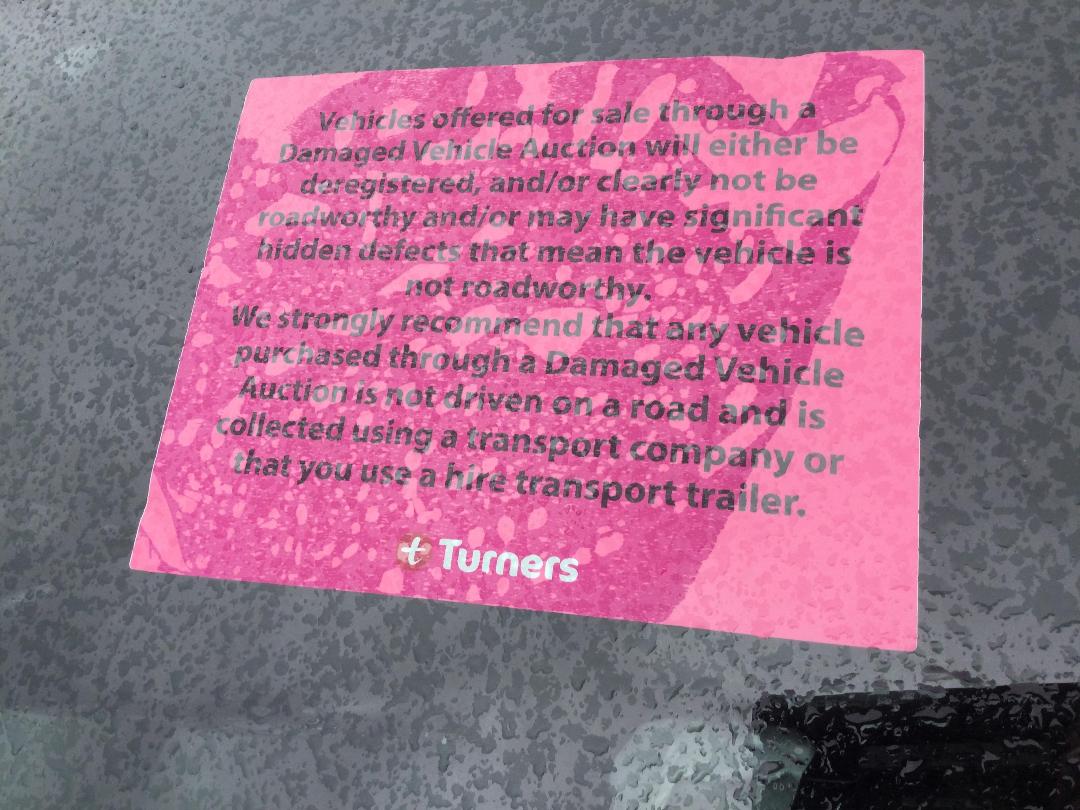 Vehicles offered for sale through a
Damaged Vehicle Auction will either be
deregistered, and/or clearly not be
roadworthy and/or may have significant
hidden defects that mean the vehicle is
not roadworthy.
We strongly recommend that any vehicle
purchased through a Damaged Vehicle
Auction is not driven on a road and is
collected using a transport company or
that you use a hire transport trailer.
t Turners